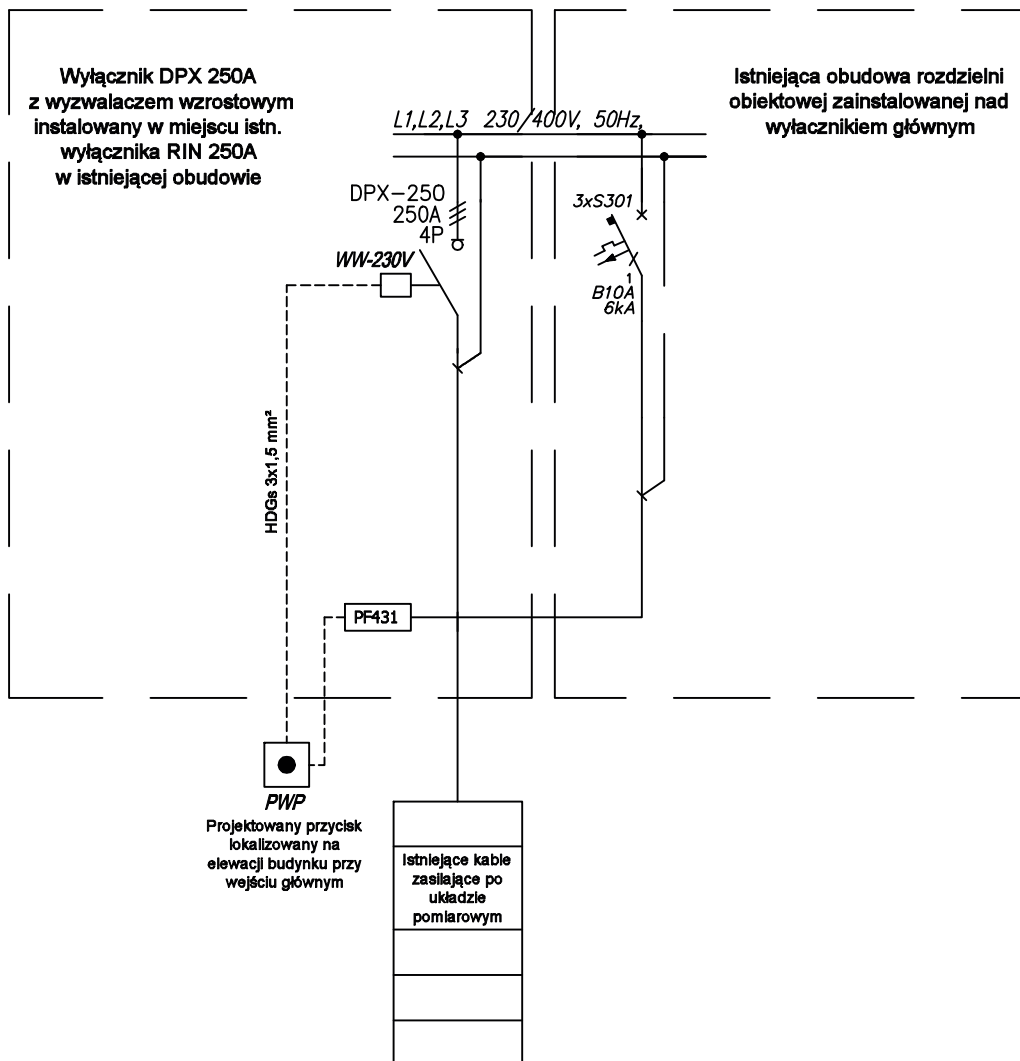 Wyłącznik DPX 250A
z wyzwalaczem wzrostowym
instalowany w miejscu istn.
wyłącznika RIN 250A
w istniejącej obudowie
Istniejąca obudowa rozdzielni
obiektowej zainstalowanej nad
wyłacznikiem głównym
L1,L2,L3 230/400V, 50Hz,
DPX-250
250A
4P
WW-230V
3xS301
1
B10A
6kA
HDGs 3x1,5 mm²
PF431
PWP
Projektowany przycisk
lokalizowany na
elewacji budynku przy
wejściu głównym
Istniejące kable
zasilające po
układzie
pomiarowym